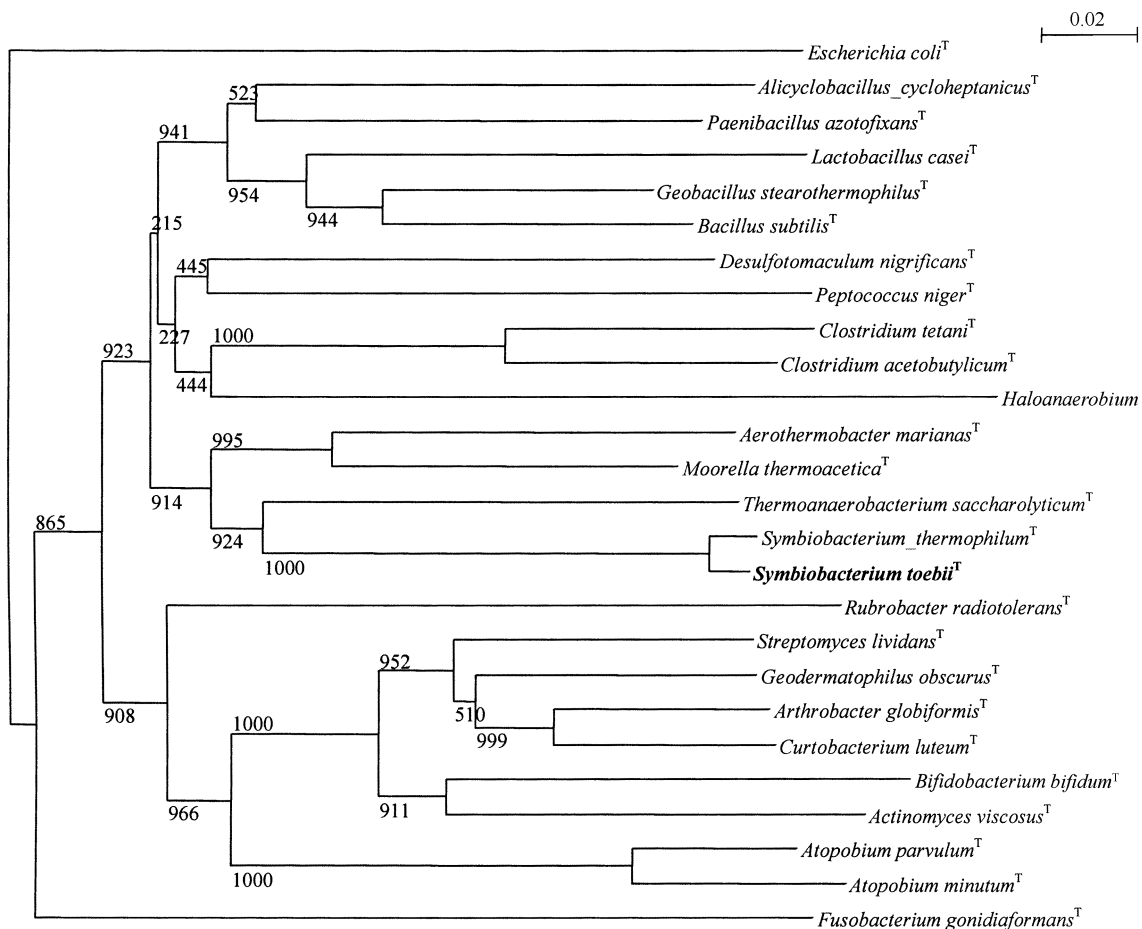 0.02
Escherichia coliT
523
Alicyclobacillus_cycloheptanicusT
Paenibacillus azotofixansT
941
Lactobacillus caseiT
954
Geobacillus stearothermophilusT
944
Bacillus subtilisT
215
445
Desulfotomaculum nigrificansT
Peptococcus nigerT
227
1000
Clostridium tetaniT
923
Clostridium acetobutylicumT
444
Haloanaerobium
995
Aerothermobacter marianasT
Moorella thermoaceticaT
914
Thermoanaerobacterium saccharolyticumT
865
924
Symbiobacterium_thermophilumT
1000
Symbiobacterium toebiiT
Rubrobacter radiotoleransT
Streptomyces lividansT
952
Geodermatophilus obscurusT
908
510
Arthrobacter globiformisT
1000
999
Curtobacterium luteumT
Bifidobacterium bifidumT
966
911
Actinomyces viscosusT
Atopobium parvulumT
1000
Atopobium minutumT
Fusobacterium gonidiaformansT